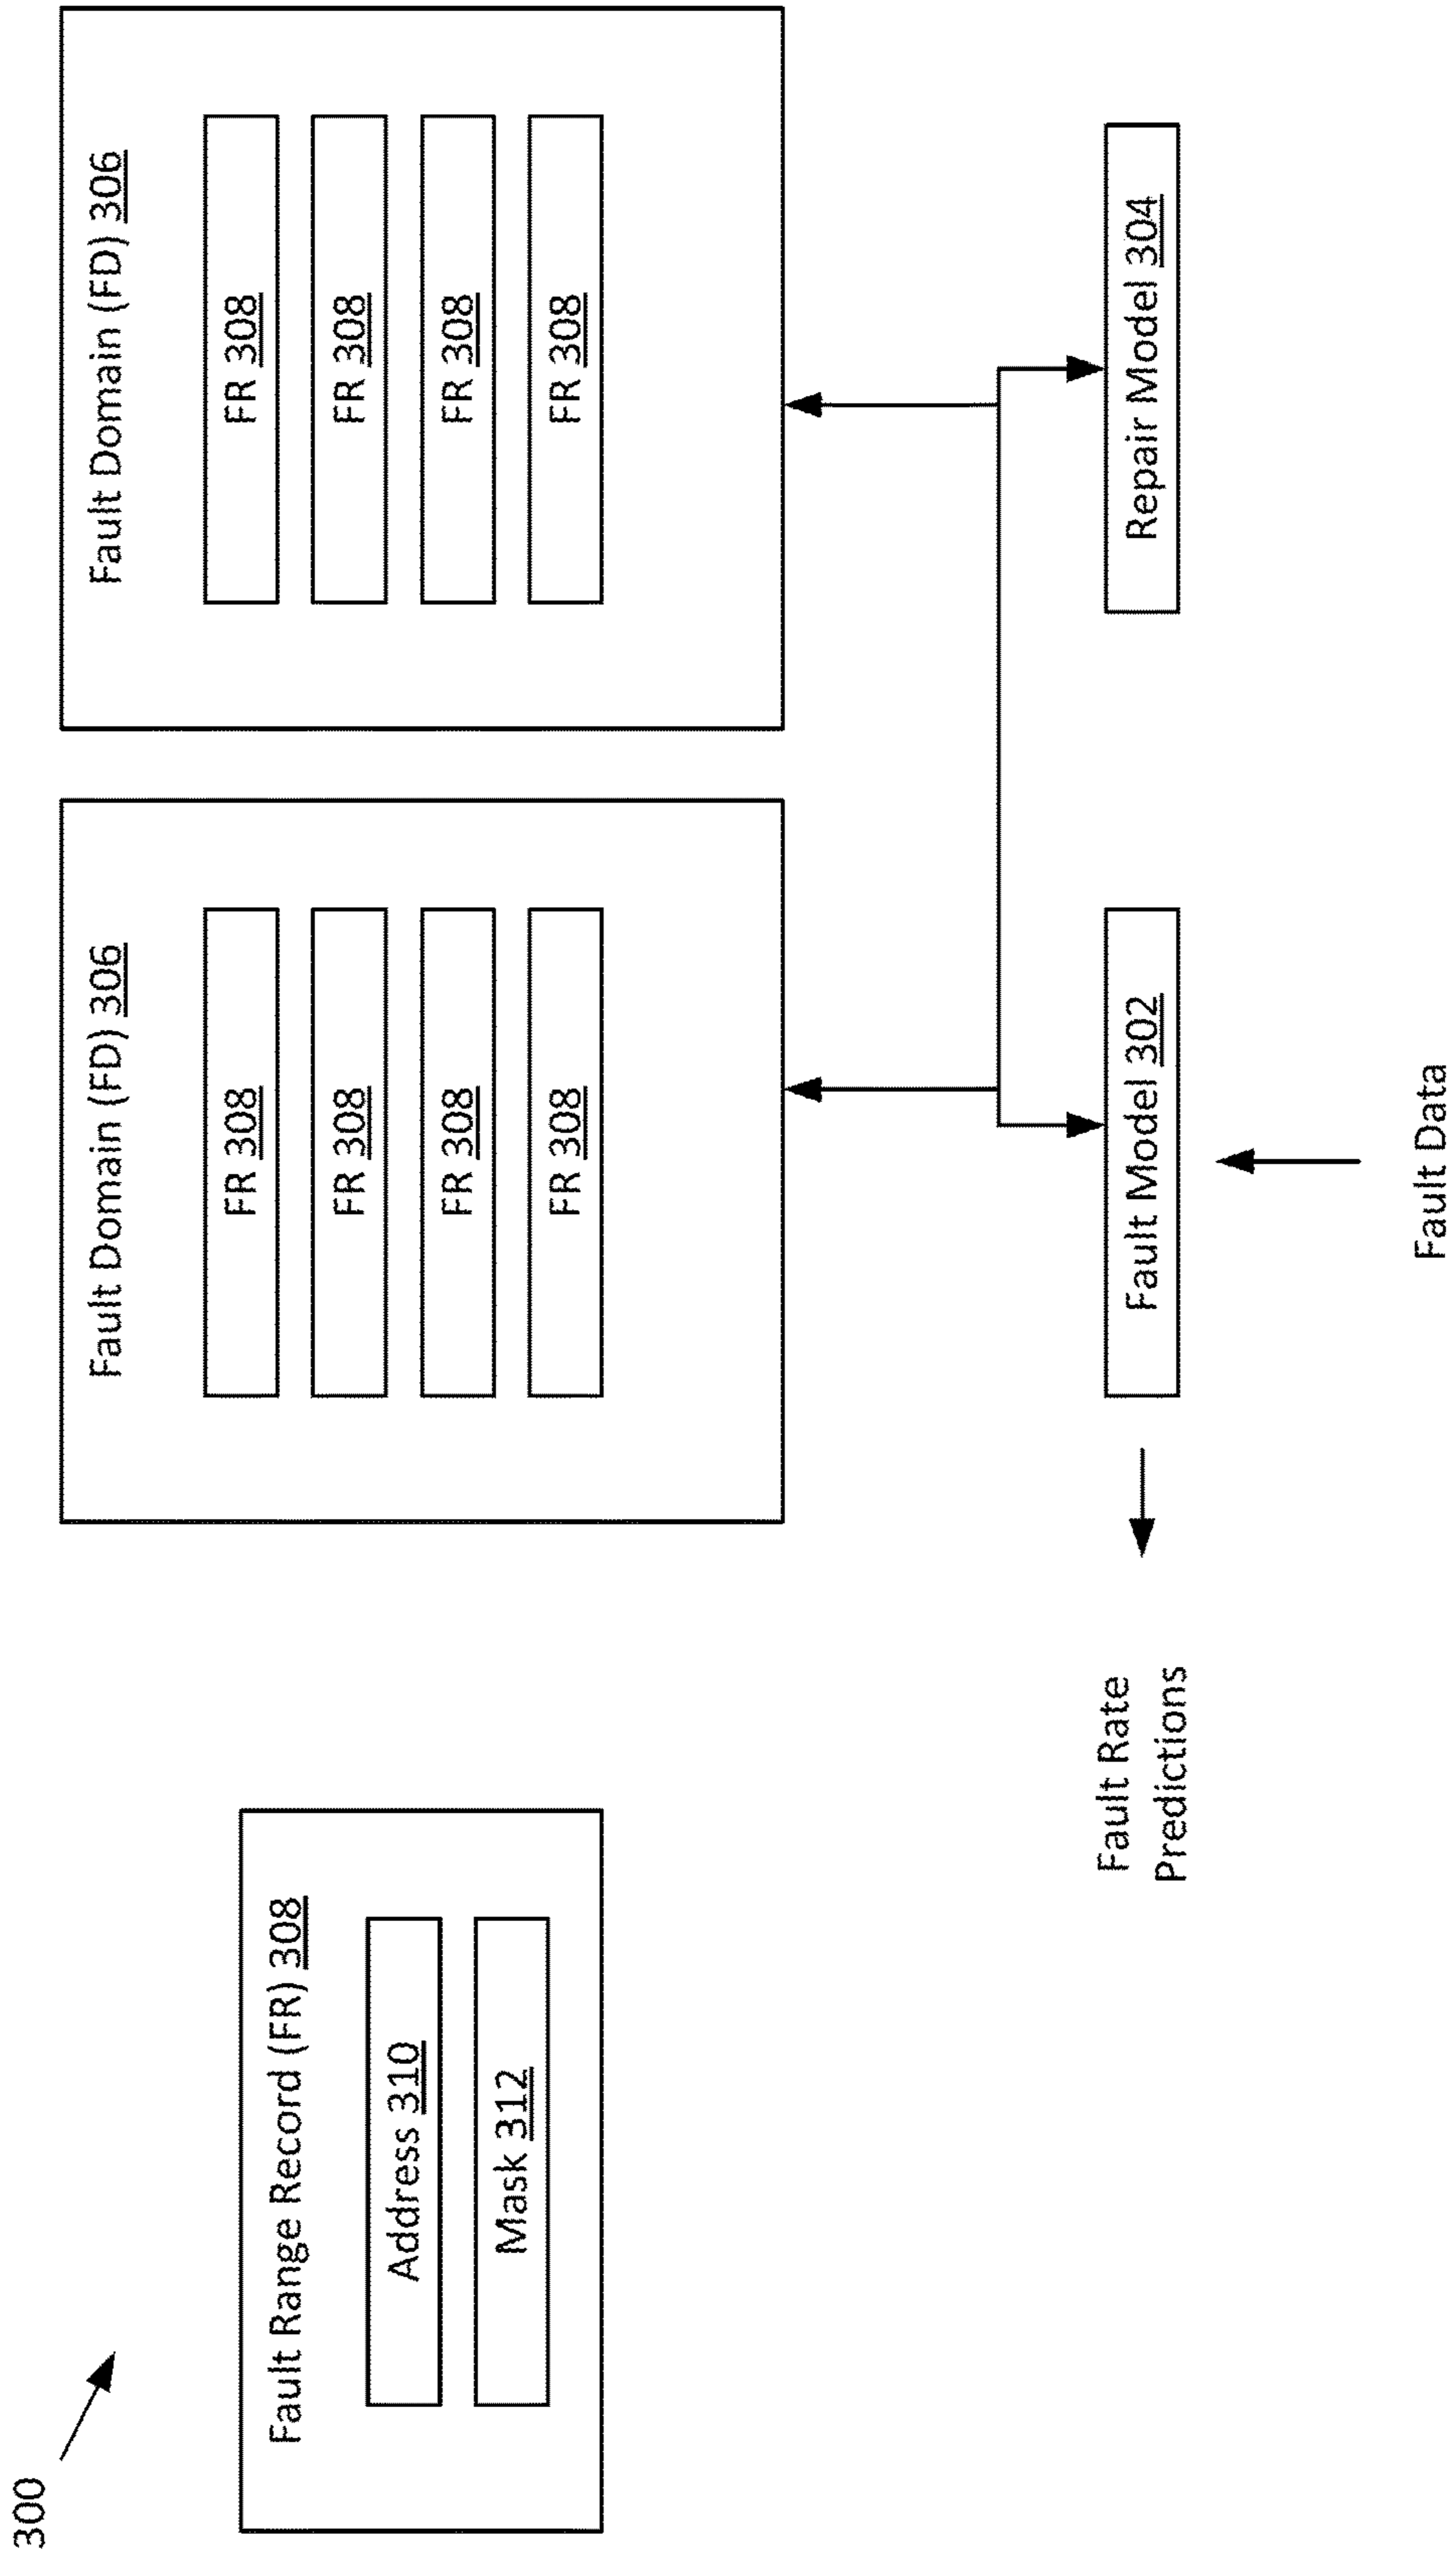 300
Fault Range Record (FR) 308
Address 310
Mask 312
Fault Domain (FD) 306
FR 308
FR 308
FR 308
FR 308
Fault Domain (FD) 306
FR 308
FR 308
FR 308
FR 308
Fault Rate
Predictions
Fault Model 302
Repair Model 304
Fault Data